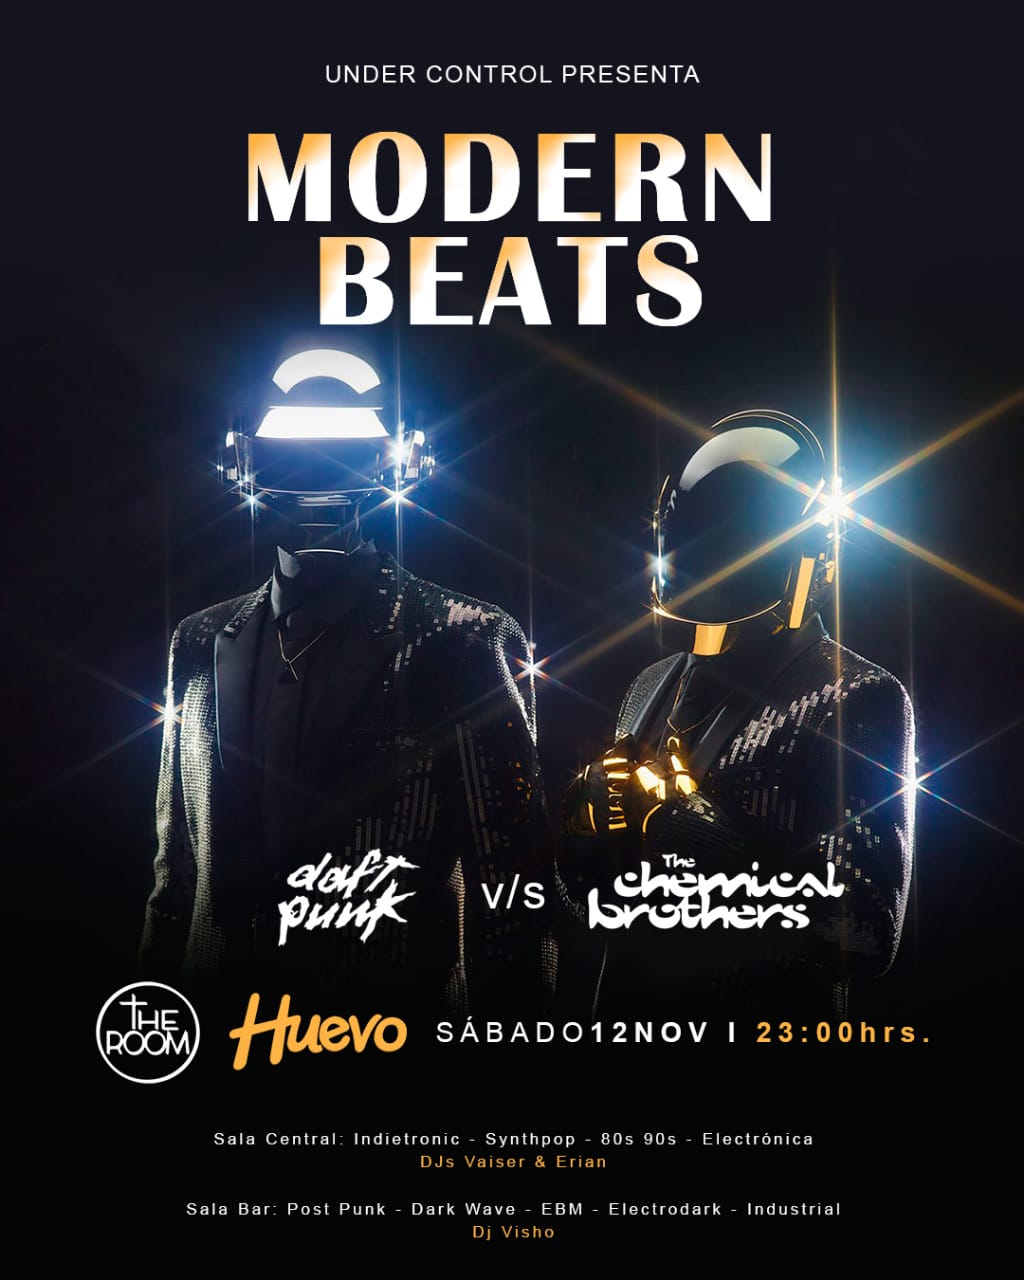 UNDER CONTROL PRESENTA
MODERN
BEATS
daft punk v/s The chemical brothers
THE ROOM Huevo SÁBADO12NOV I 23:00hrs.
Sala Central: Indietronic - Synthpop - 80s 90s - Electrónica
DJs Vaiser & Erian
Sala Bar: Post Punk - Dark Wave - EBM - Electrodark - Industrial
Dj Visho